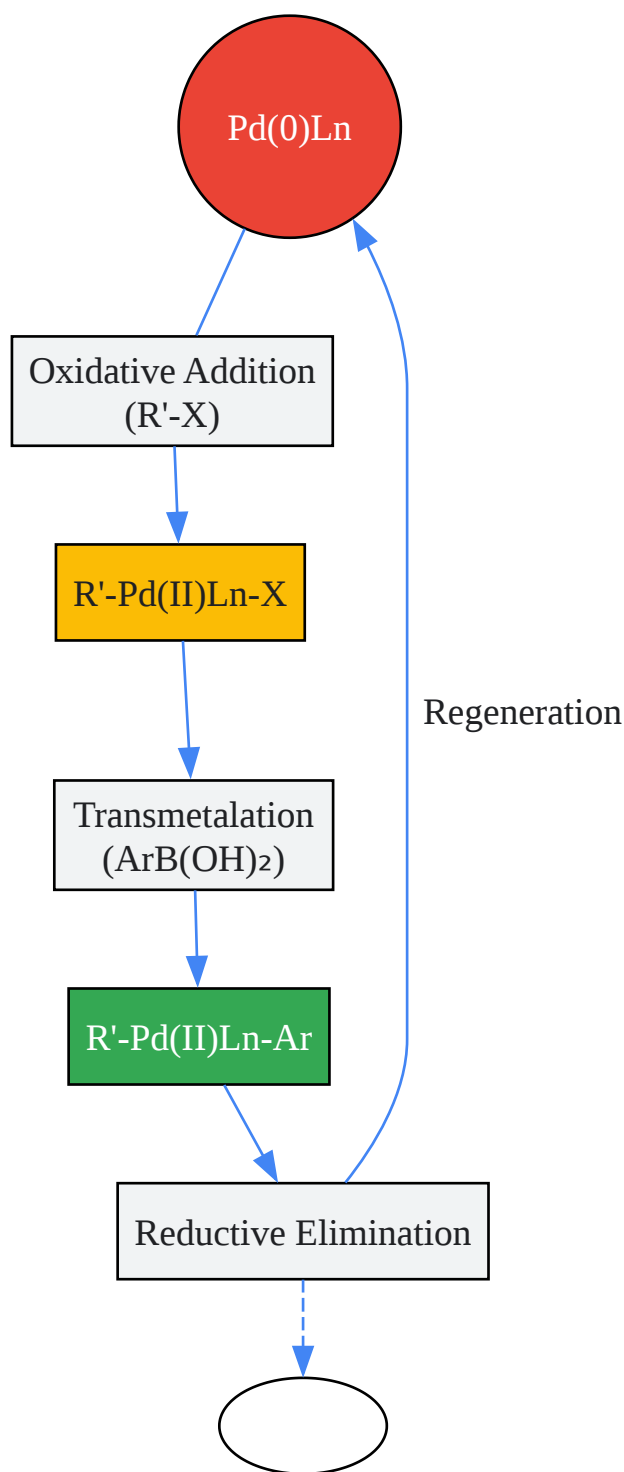 Pd(0)Ln
Oxidative Addition
(R'-X)
R'-Pd(II)Ln-X
Regeneration
Transmetalation
(ArB(OH)₂)
R'-Pd(II)Ln-Ar
Reductive Elimination